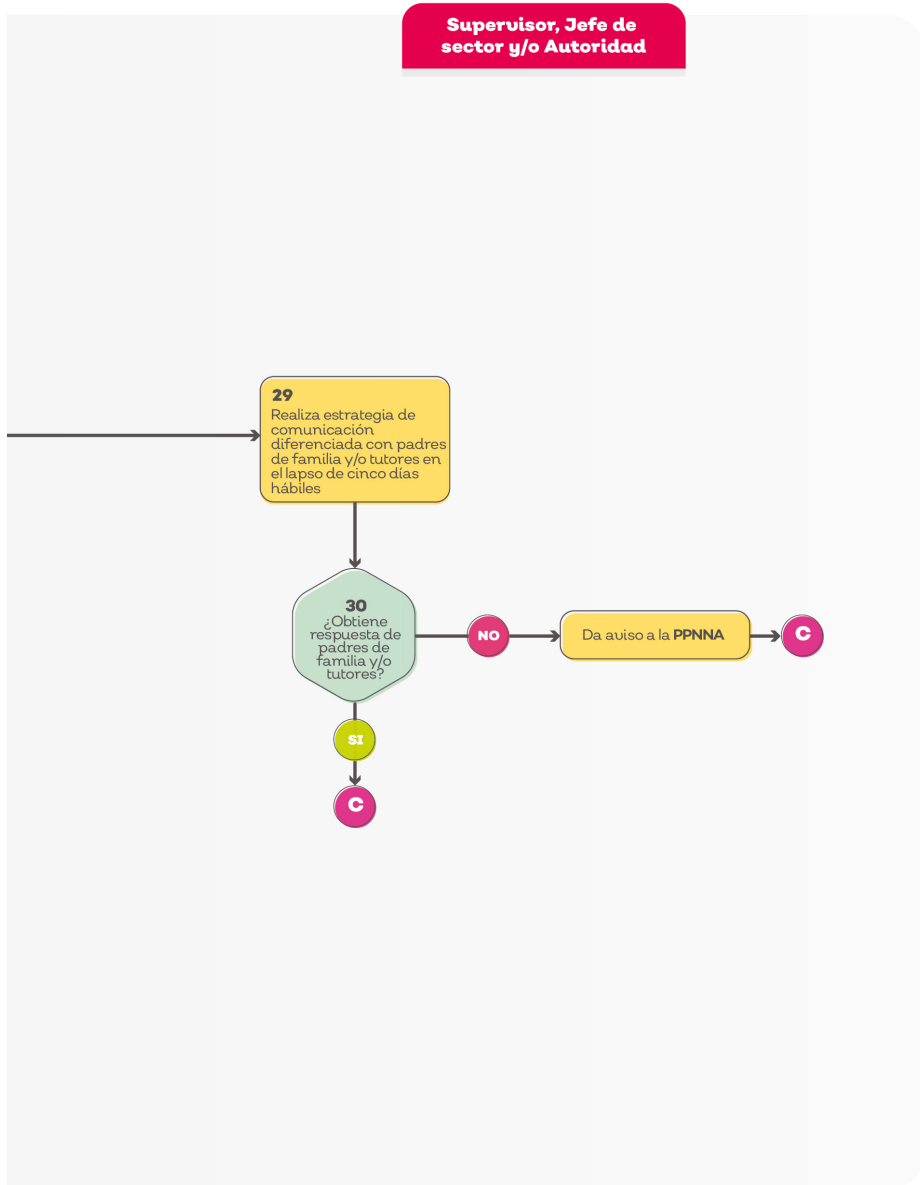 Supervisor, Jefe de
sector y/o Autoridad
29
Realiza estrategia de
comunicación
diferenciada con padres
de familia y/o tutores en
el lapso de cinco días
hábiles
30
¿Obtiene
respuesta de
padres de
familia y/o
tutores?
NO
Da aviso a la PPNNA
C
SI
C